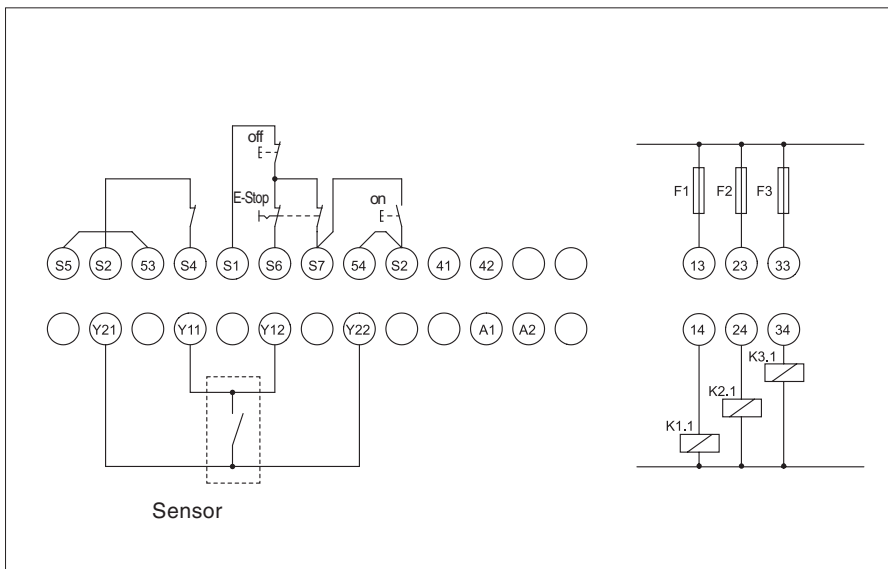 off
E-Stop
on
F1 F2 F3
S5 S2 53 S4 S1 S6 S7 54 S2 41 42
13 23 33
Y21 Y11 Y12 Y22 A1 A2
14 24 34
K3.1
K2.1
K1.1
Sensor